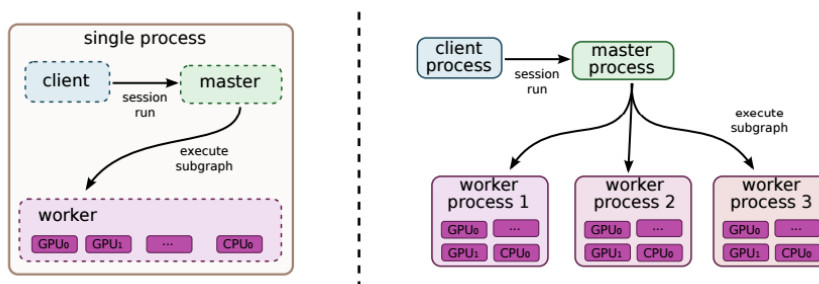 single process
client
master
session
run
execute
subgraph
worker
GPU₀
GPU₁
...
CPU₀
client
process
master
process
session
run
execute
subgraph
worker
process 1
GPU₀
...
GPU₁
CPU₀
worker
process 2
GPU₀
...
GPU₁
CPU₀
worker
process 3
GPU₀
...
GPU₁
CPU₀